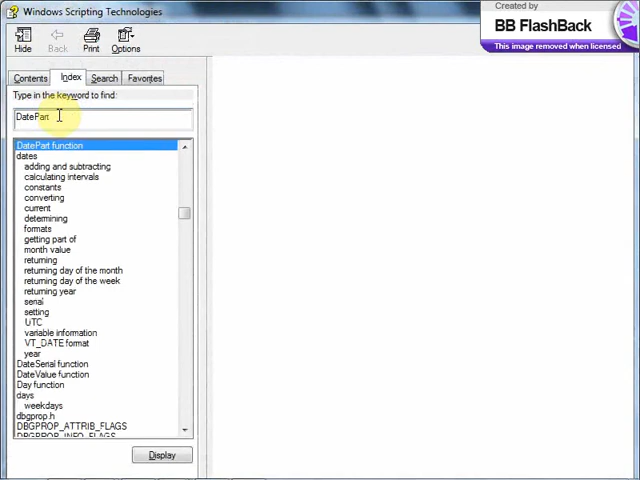 Windows Scripting Technologies
Created by
BB FlashBack
This image removed when licensed
Hide
Back
Print
Options
Contents
Index
Search
Favorites
Type in the keyword to find:
DatePart
DatePart function
dates
adding and subtracting
calculating intervals
constants
converting
current
determining
formats
getting part of
month value
returning
returning day of the month
returning day of the week
returning year
serial
setting
UTC
variable information
VT_DATE format
year
DateSerial function
DateValue function
Day function
days
weekdays
dbgprop.h
DBGPROP_ATTRIB_FLAGS
DBGPROP_INFO_FLAGS
Display